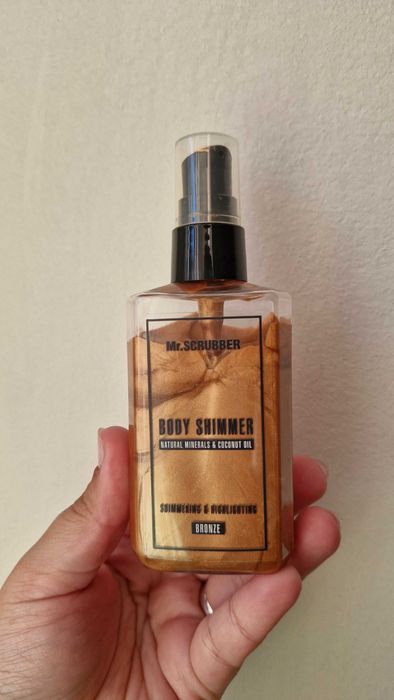 Mr.SCRUBBER
BODY SHIMMER
NATURAL MINERALS & COCONUT OIL
SHIMMERING & HIGHLIGHTING
BRONZE